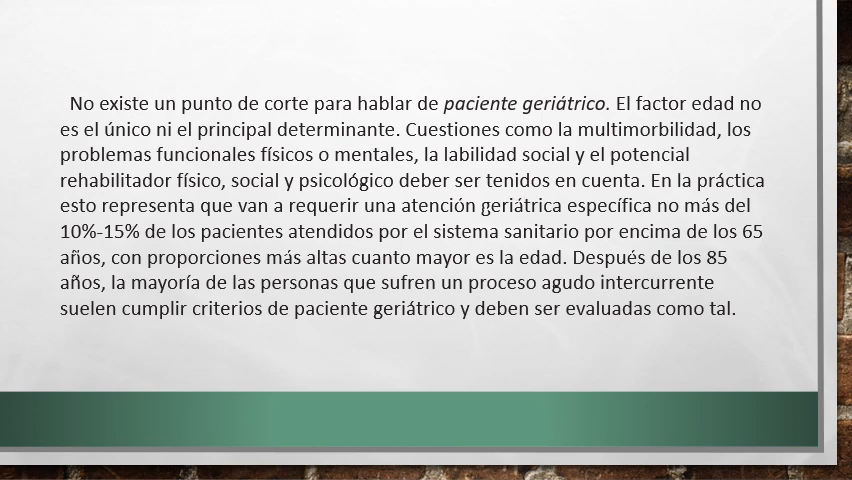 No existe un punto de corte para hablar de paciente geriátrico. El factor edad no
es el único ni el principal determinante. Cuestiones como la multimorbilidad, los
problemas funcionales físicos o mentales, la labilidad social y el potencial
rehabilitador físico, social y psicológico deber ser tenidos en cuenta. En la práctica
esto representa que van a requerir una atención geriátrica específica no más del
10%-15% de los pacientes atendidos por el sistema sanitario por encima de los 65
años, con proporciones más altas cuanto mayor es la edad. Después de los 85
años, la mayoría de las personas que sufren un proceso agudo intercurrente
suelen cumplir criterios de paciente geriátrico y deben ser evaluadas como tal.